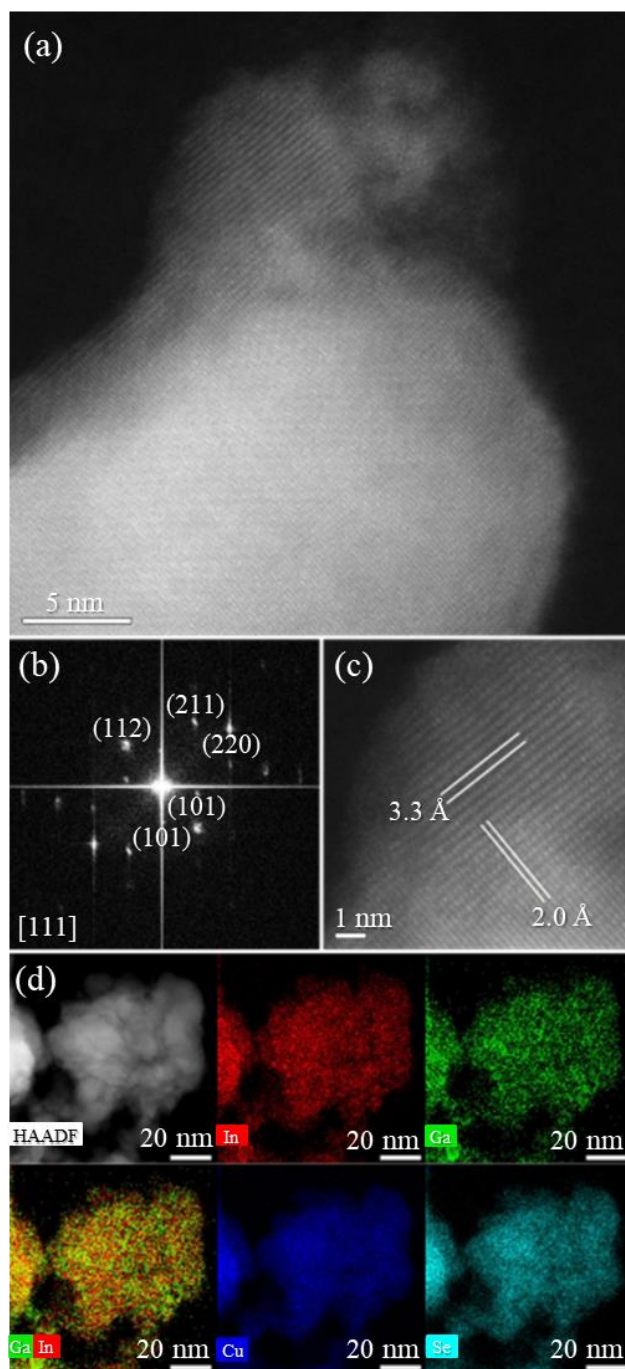 (a)
5 nm
(b)
(211)
(112)
(220)
(101)
(101)
[111]
(c)
3.3 Å
2.0 Å
1 nm
(d)
HAADF
20 nm
In
20 nm
Ga
20 nm
Ga In
20 nm
Cu
20 nm
Se
20 nm